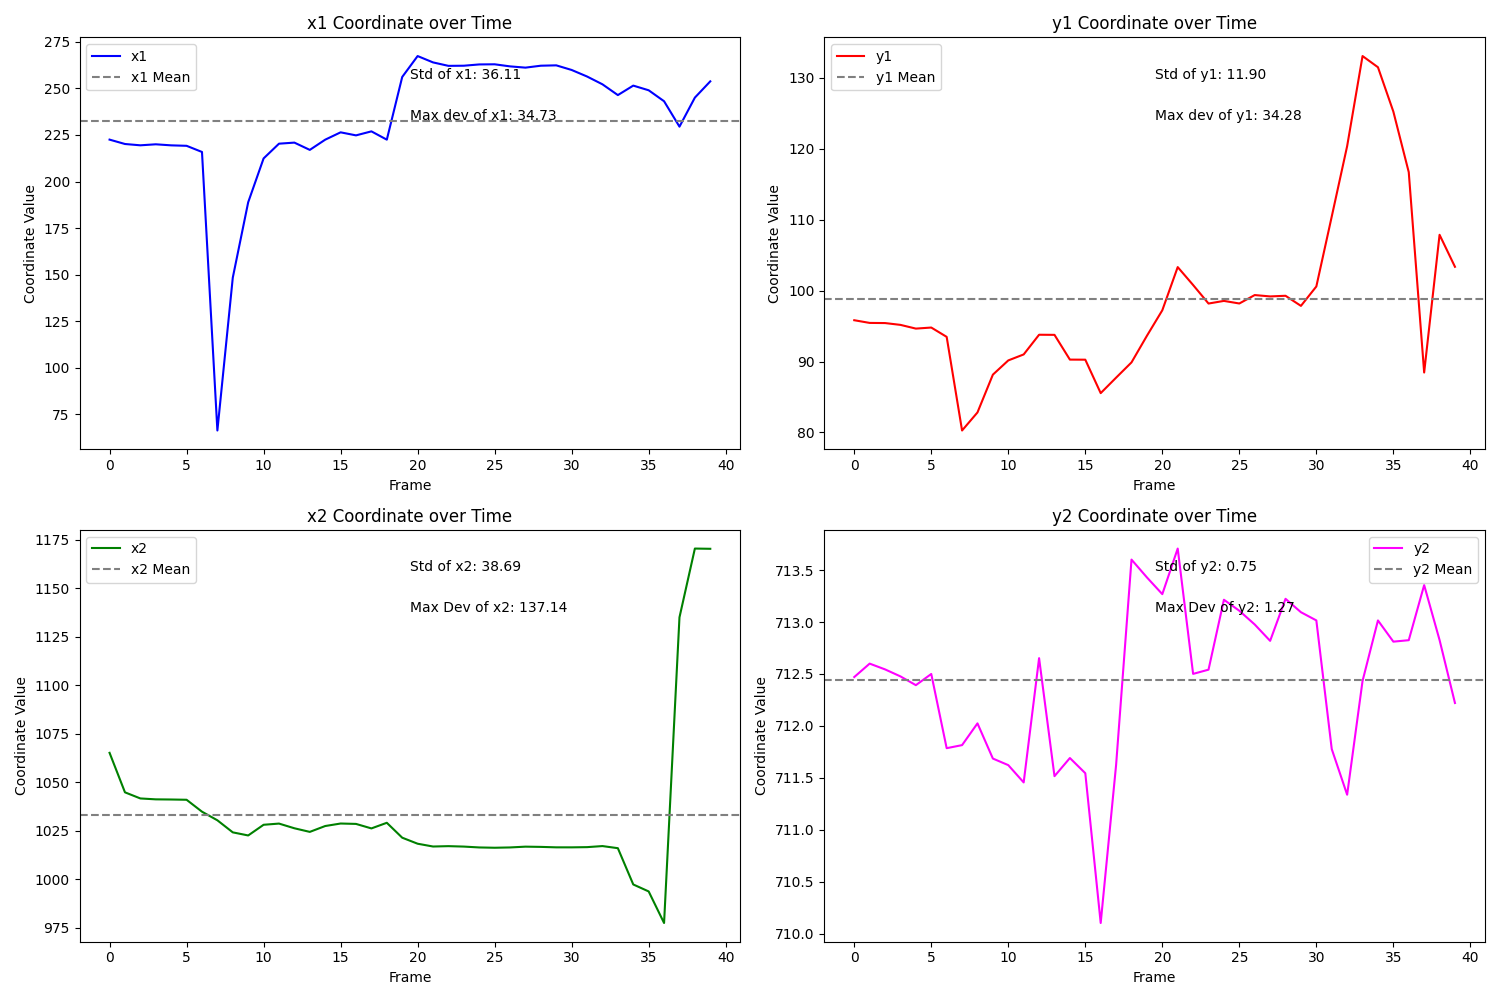 x1 Coordinate over Time
275
250
225
200
175
150
125
100
75
Coordinate Value
x1
x1 Mean
Std of x1: 36.11
Max dev of x1: 34.73
0 5 10 15 20 25 30 35 40
Frame
y1 Coordinate over Time
130
120
110
100
90
80
Coordinate Value
y1
y1 Mean
Std of y1: 11.90
Max dev of y1: 34.28
0 5 10 15 20 25 30 35 40
Frame
x2 Coordinate over Time
1175
1150
1125
1100
1075
1050
1025
1000
975
Coordinate Value
x2
x2 Mean
Std of x2: 38.69
Max Dev of x2: 137.14
0 5 10 15 20 25 30 35 40
Frame
y2 Coordinate over Time
713.5
713.0
712.5
712.0
711.5
711.0
710.5
710.0
Coordinate Value
y2
y2 Mean
Std of y2: 0.75
Max Dev of y2: 1.27
0 5 10 15 20 25 30 35 40
Frame